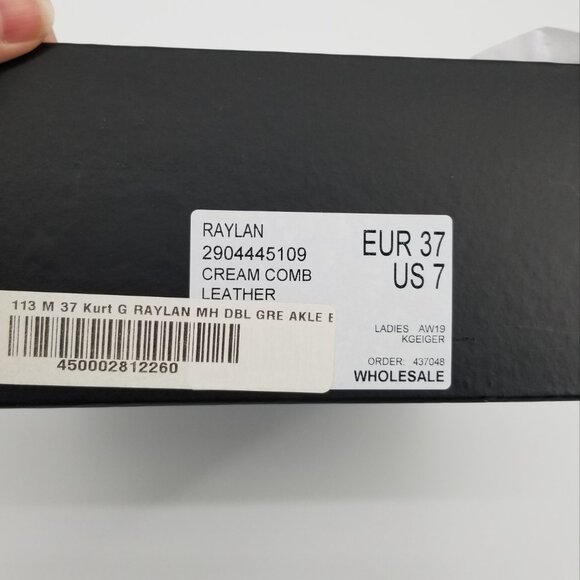 RAYLAN
2904445109
CREAM COMB
LEATHER
EUR 37
US 7
LADIES AW19
KGEIGER
ORDER: 437048
WHOLESALE
113 M 37 Kurt G RAYLAN MH DBL GRE AKLE B
450002812260